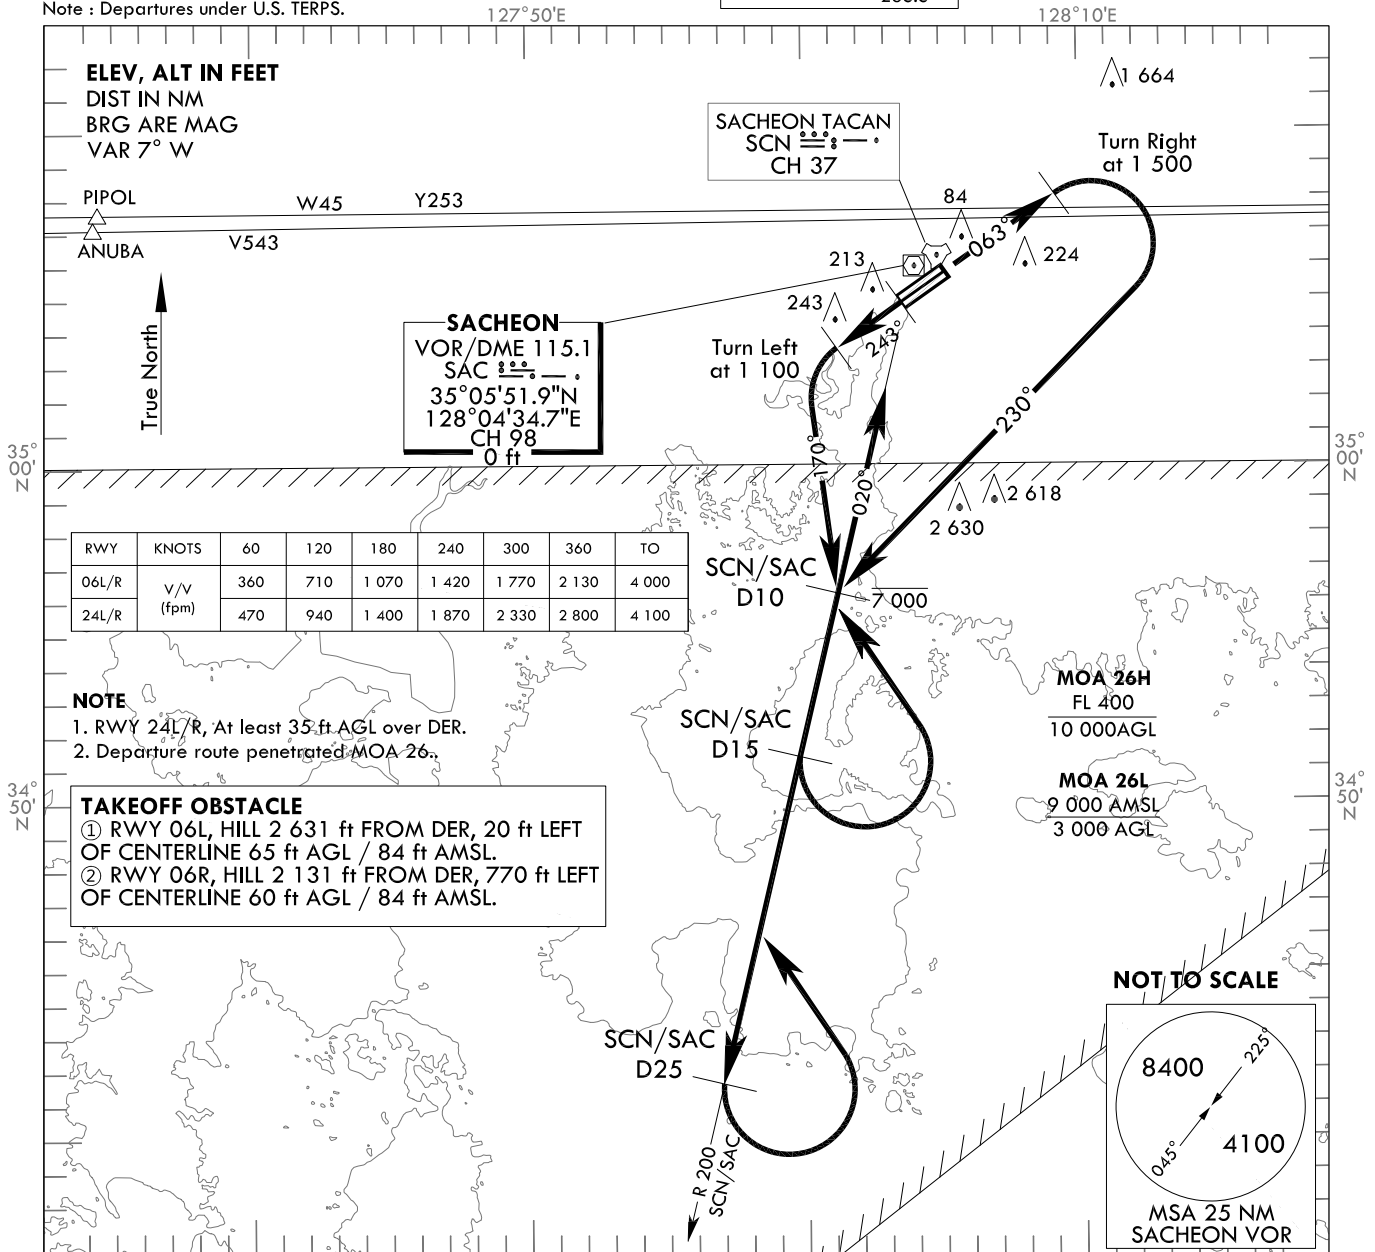 Note : Departures under U.S. TERPS.
127°50'E
128°10'E
ELEV, ALT IN FEET
DIST IN NM
BRG ARE MAG
VAR 7° W
1 664
SACHEON TACAN
SCN
CH 37
Turn Right
at 1 500
PIPOL
W45
Y253
84
ANUBA
V543
063°
224
213
243
True North
SACHEON
VOR/DME 115.1
SAC
35°05'51.9"N
128°04'34.7"E
CH 98
0 ft
Turn Left
at 1 100
243°
230°
170°
020°
35°
00'
N
35°
00'
N
2 618
2 630
RWY KNOTS 60 120 180 240 300 360 TO
06L/R V/V (fpm) 360 710 1 070 1 420 1 770 2 130 4 000
24L/R 470 940 1 400 1 870 2 330 2 800 4 100
SCN/SAC
D10
7 000
NOTE
1. RWY 24L/R, At least 35 ft AGL over DER.
2. Departure route penetrated MOA 26..
SCN/SAC
D15
MOA 26H
FL 400
10 000AGL
MOA 26L
9 000 AMSL
3 000 AGL
34°
50'
N
34°
50'
N
TAKEOFF OBSTACLE
① RWY 06L, HILL 2 631 ft FROM DER, 20 ft LEFT
OF CENTERLINE 65 ft AGL / 84 ft AMSL.
② RWY 06R, HILL 2 131 ft FROM DER, 770 ft LEFT
OF CENTERLINE 60 ft AGL / 84 ft AMSL.
SCN/SAC
D25
R 200
SCN/SAC
NOT TO SCALE
8400
225°
045°
4100
MSA 25 NM
SACHEON VOR